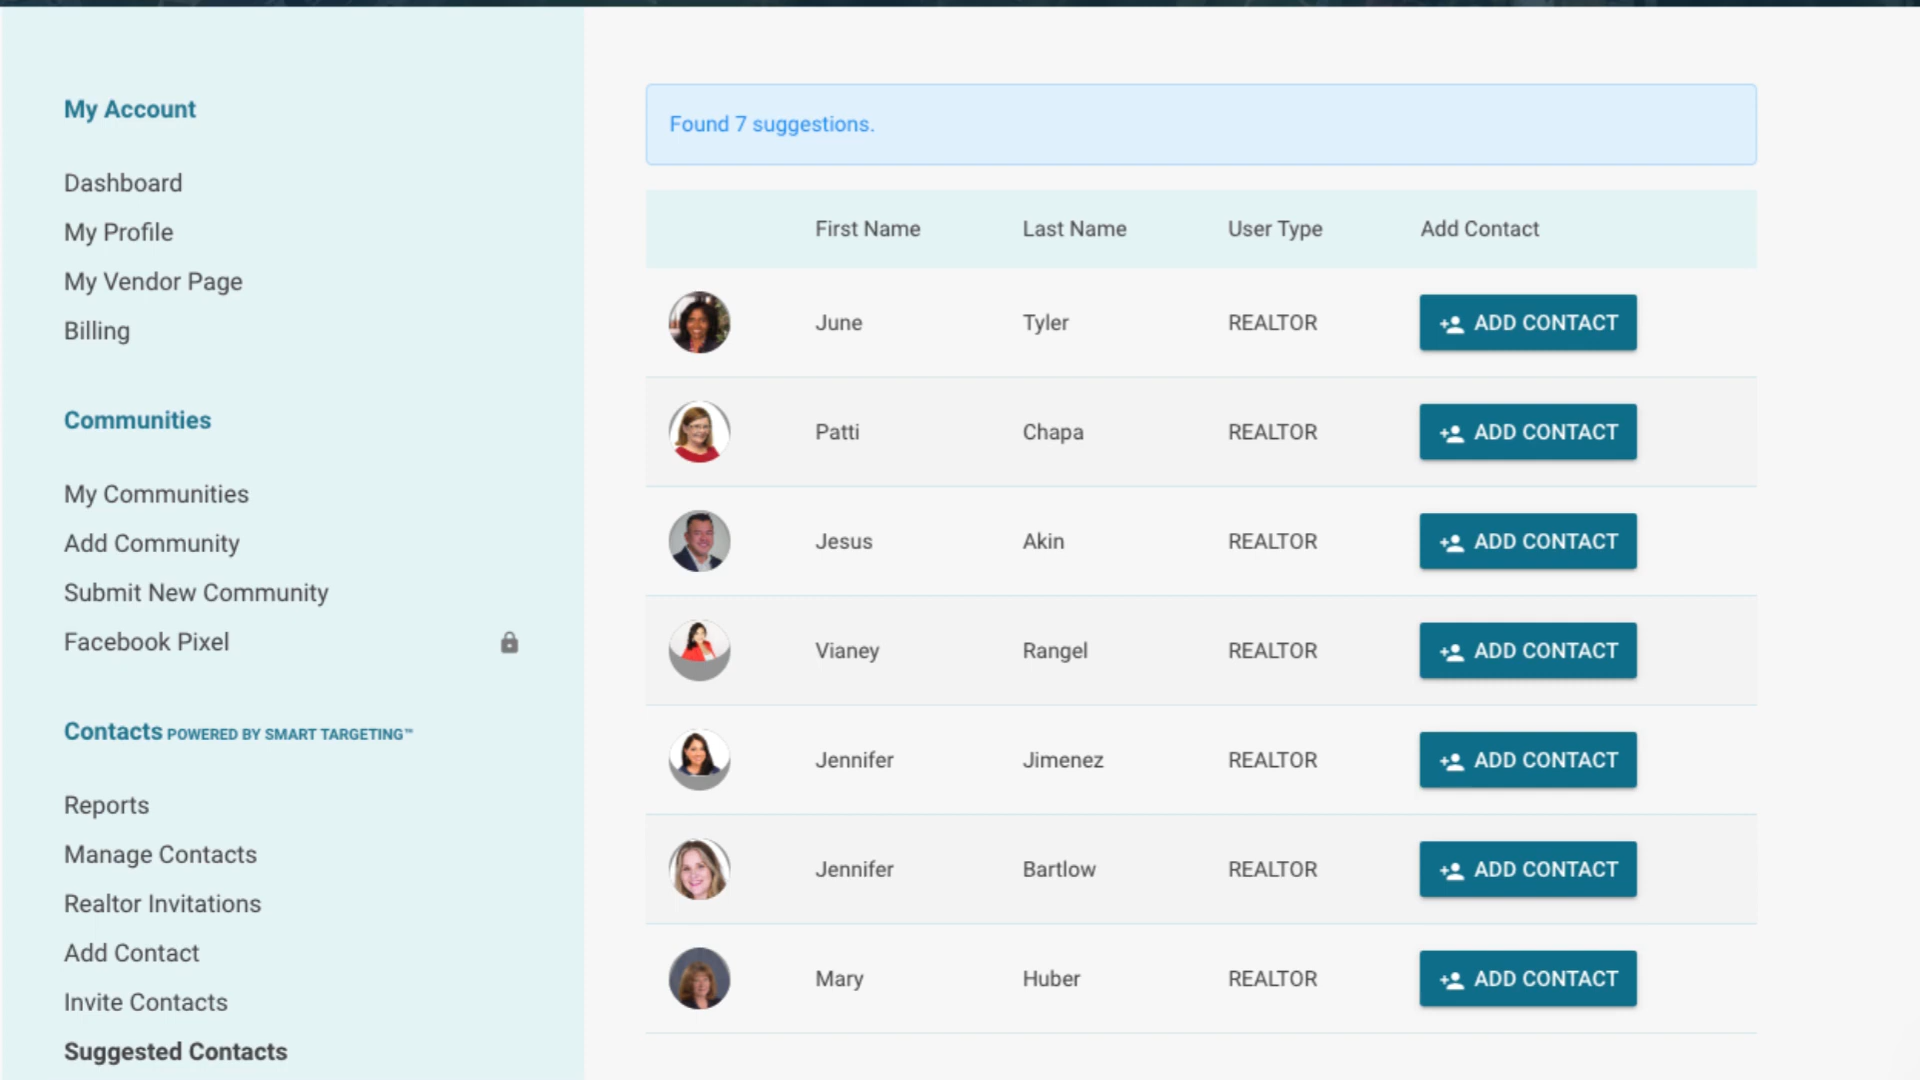 My Account
Dashboard
My Profile
My Vendor Page
Billing
Communities
My Communities
Add Community
Submit New Community
Facebook Pixel
Contacts POWERED BY SMART TARGETING™
Reports
Manage Contacts
Realtor Invitations
Add Contact
Invite Contacts
Suggested Contacts
Found 7 suggestions.
First Name Last Name User Type Add Contact
June Tyler REALTOR ADD CONTACT
Patti Chapa REALTOR ADD CONTACT
Jesus Akin REALTOR ADD CONTACT
Vianey Rangel REALTOR ADD CONTACT
Jennifer Jimenez REALTOR ADD CONTACT
Jennifer Bartlow REALTOR ADD CONTACT
Mary Huber REALTOR ADD CONTACT